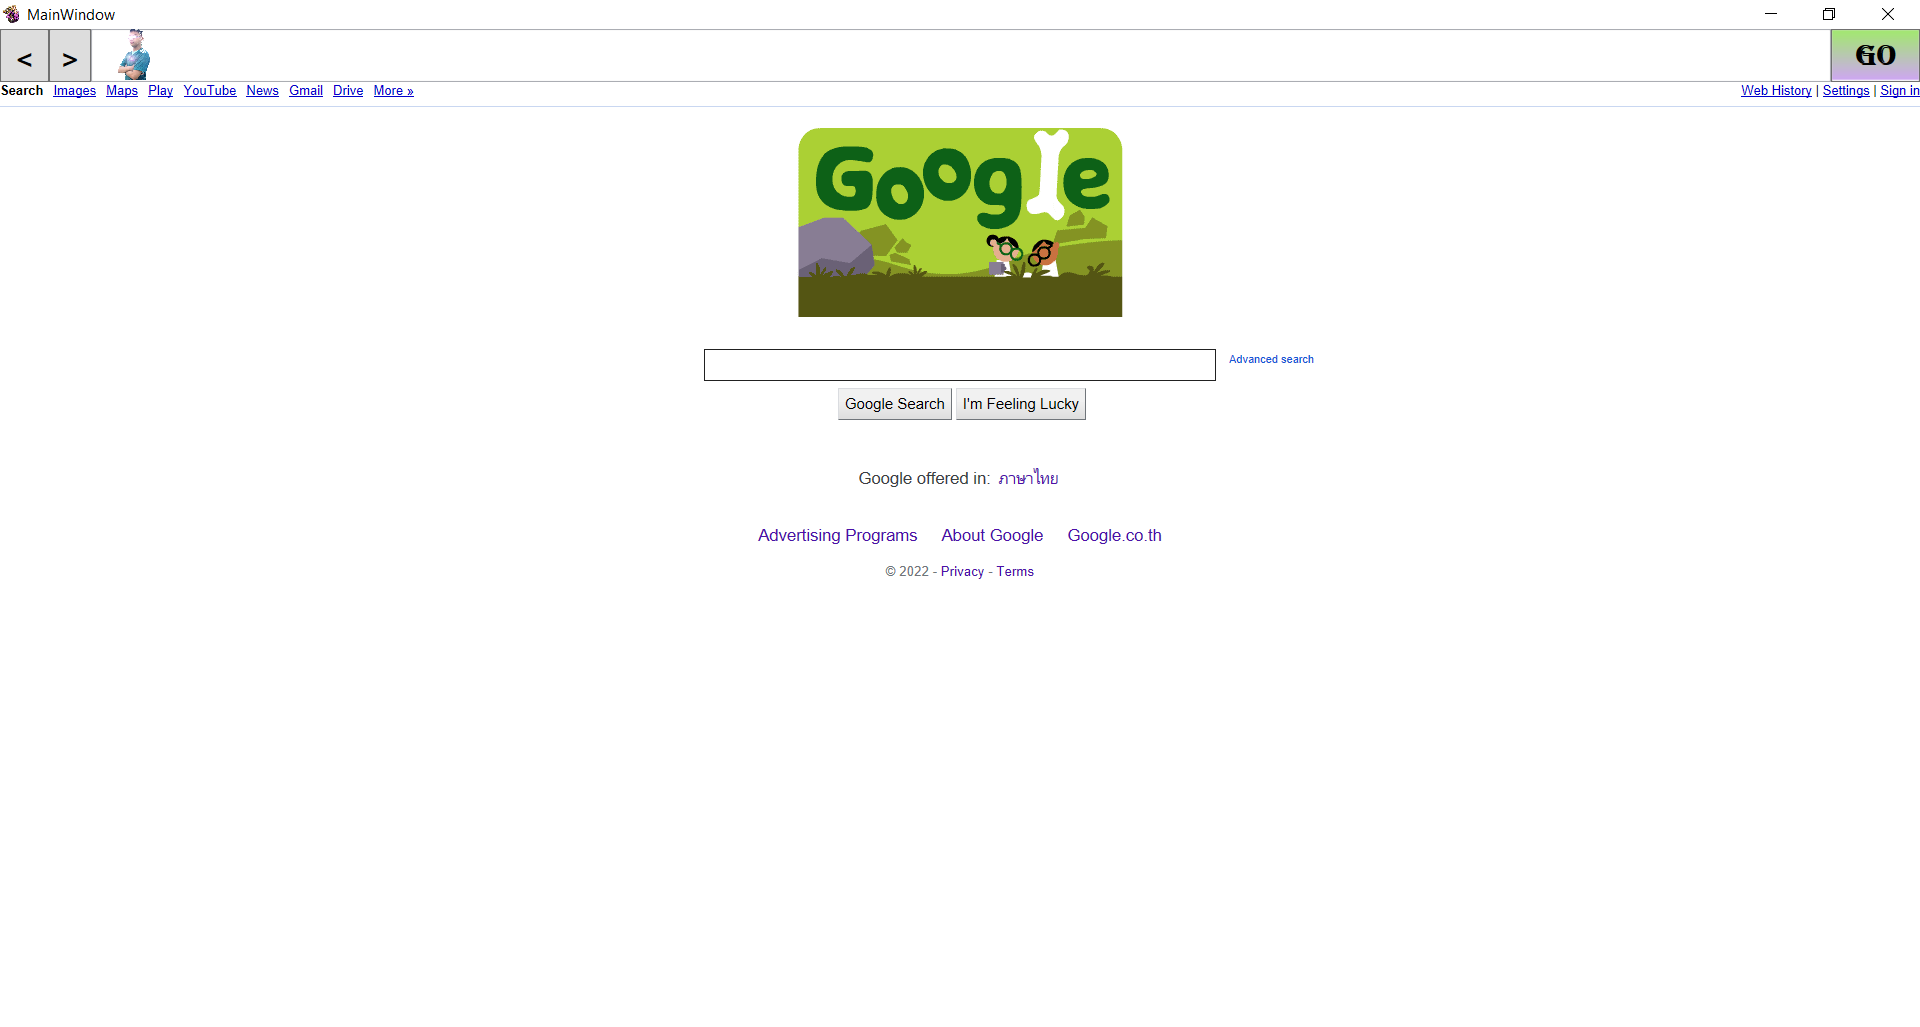 MainWindow
< > GO
Search Images Maps Play YouTube News Gmail Drive More » Web History | Settings | Sign in
Google
Advanced search
Google Search I'm Feeling Lucky
Google offered in: ภาษาไทย
Advertising Programs About Google Google.co.th
© 2022 - Privacy - Terms